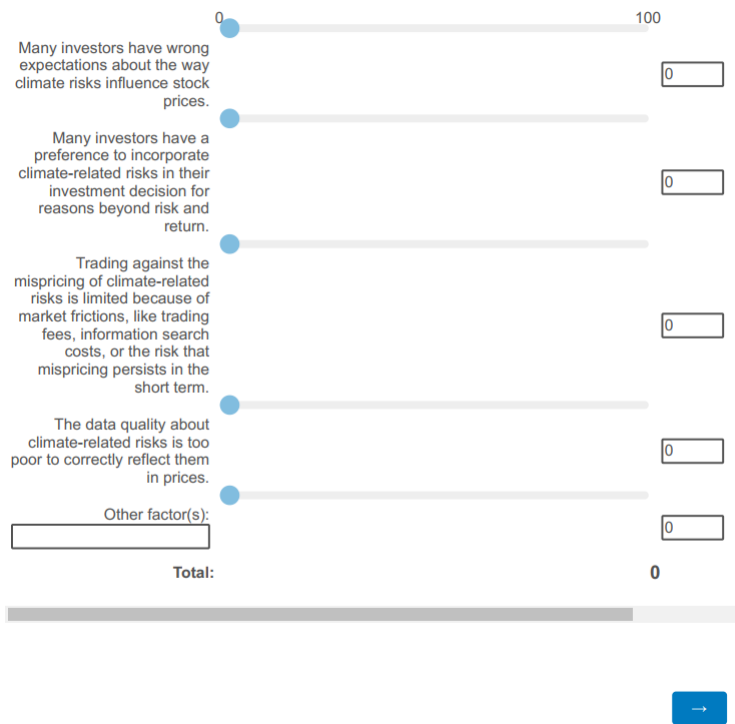 0 100
Many investors have wrong
expectations about the way
climate risks influence stock
prices.
0
Many investors have a
preference to incorporate
climate-related risks in their
investment decision for
reasons beyond risk and
return.
0
Trading against the
mispricing of climate-related
risks is limited because of
market frictions, like trading
fees, information search
costs, or the risk that
mispricing persists in the
short term.
0
The data quality about
climate-related risks is too
poor to correctly reflect them
in prices.
0
Other factor(s):
0
Total: 0
→